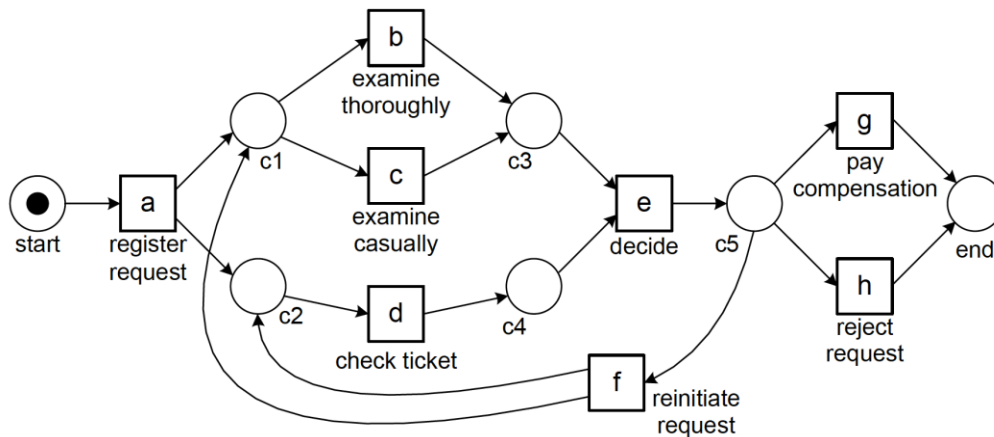 b
examine
thoroughly
c1
c3
g
pay
compensation
c
examine
casually
start
a
register
request
e
decide
c5
end
c2
d
check ticket
c4
h
reject
request
f
reinitiate
request